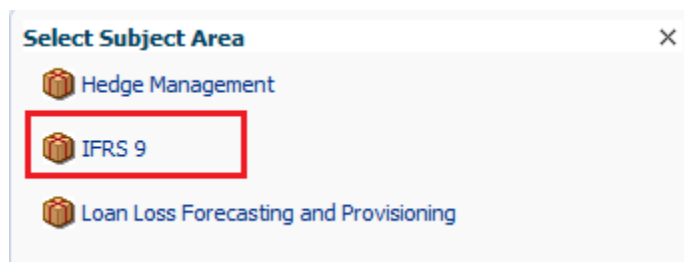 Select Subject Area
Hedge Management
IFRS 9
Loan Loss Forecasting and Provisioning